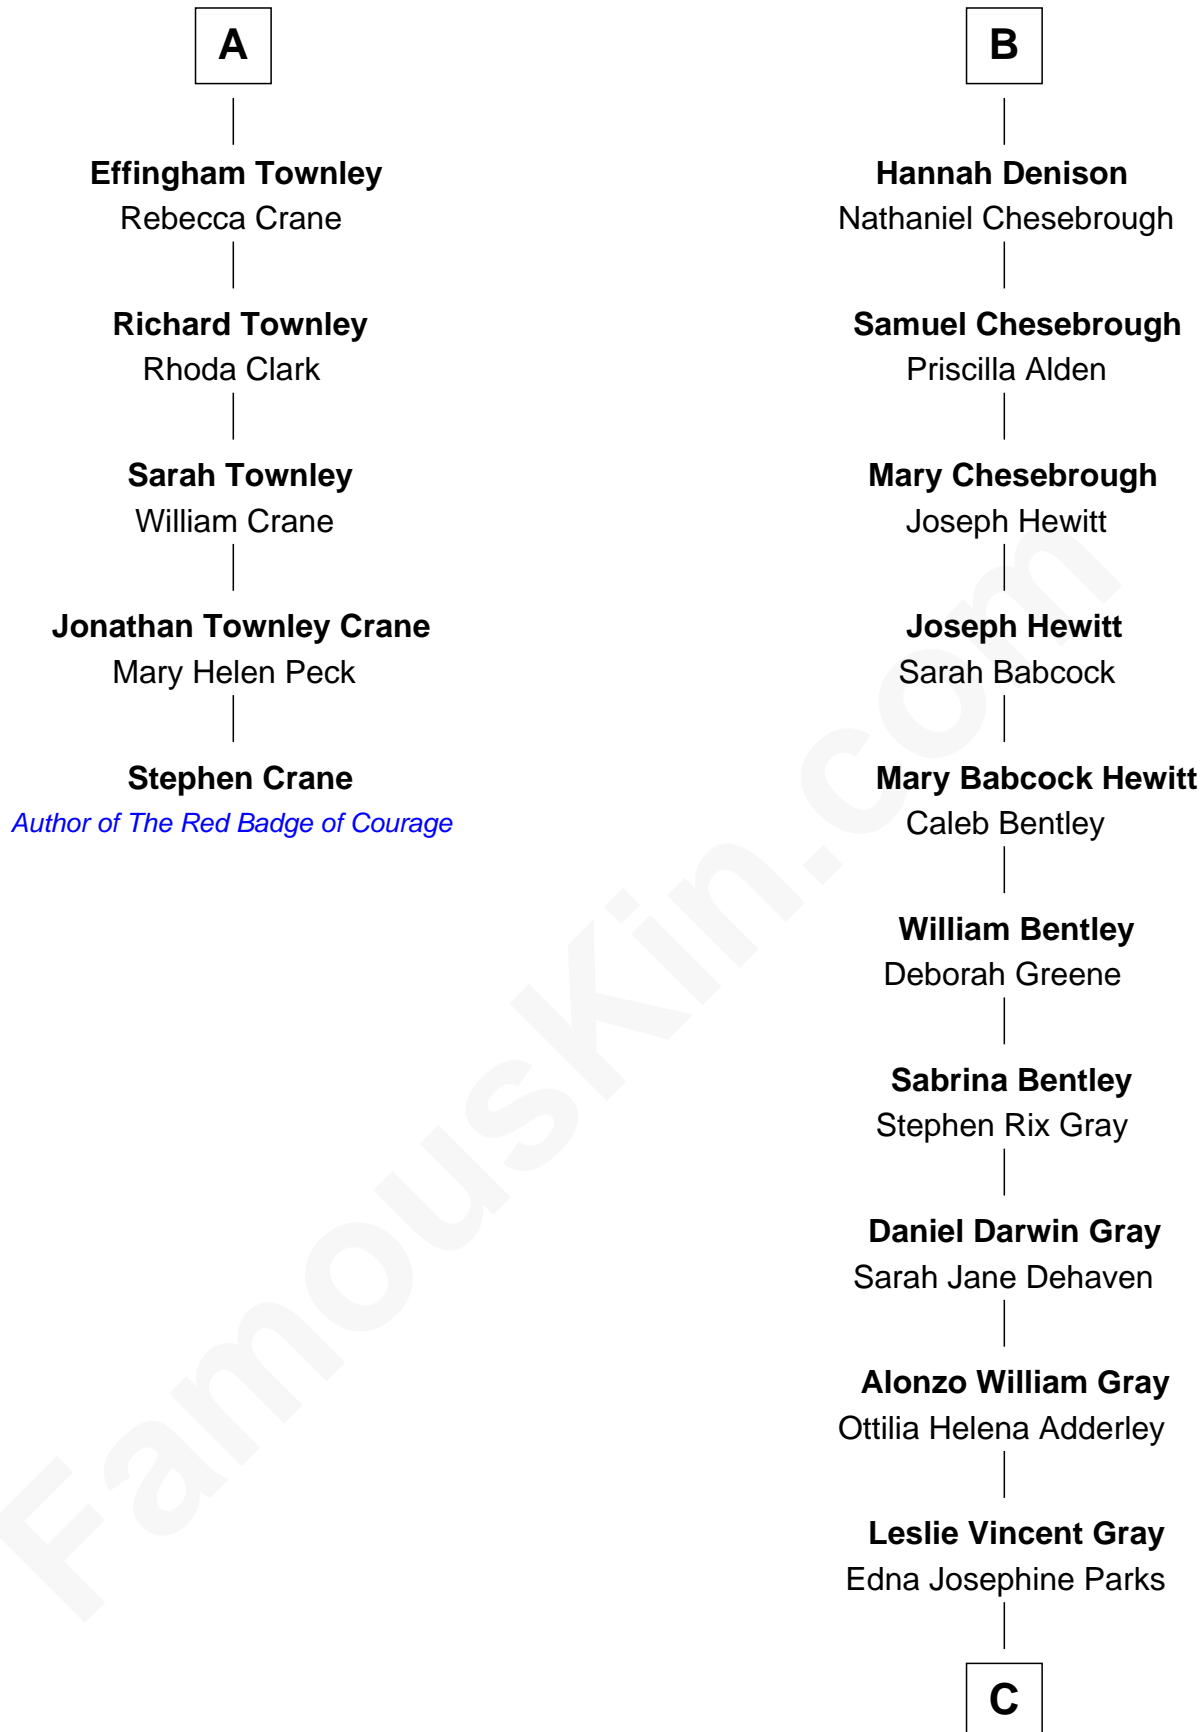 A
Effingham Townley
Rebecca Crane
Richard Townley
Rhoda Clark
Sarah Townley
William Crane
Jonathan Townley Crane
Mary Helen Peck
Stephen Crane
Author of The Red Badge of Courage
B
Hannah Denison
Nathaniel Chesebrough
Samuel Chesebrough
Priscilla Alden
Mary Chesebrough
Joseph Hewitt
Joseph Hewitt
Sarah Babcock
Mary Babcock Hewitt
Caleb Bentley
William Bentley
Deborah Greene
Sabrina Bentley
Stephen Rix Gray
Daniel Darwin Gray
Sarah Jane Dehaven
Alonzo William Gray
Ottilia Helena Adderley
Leslie Vincent Gray
Edna Josephine Parks
C
FamousKin.com